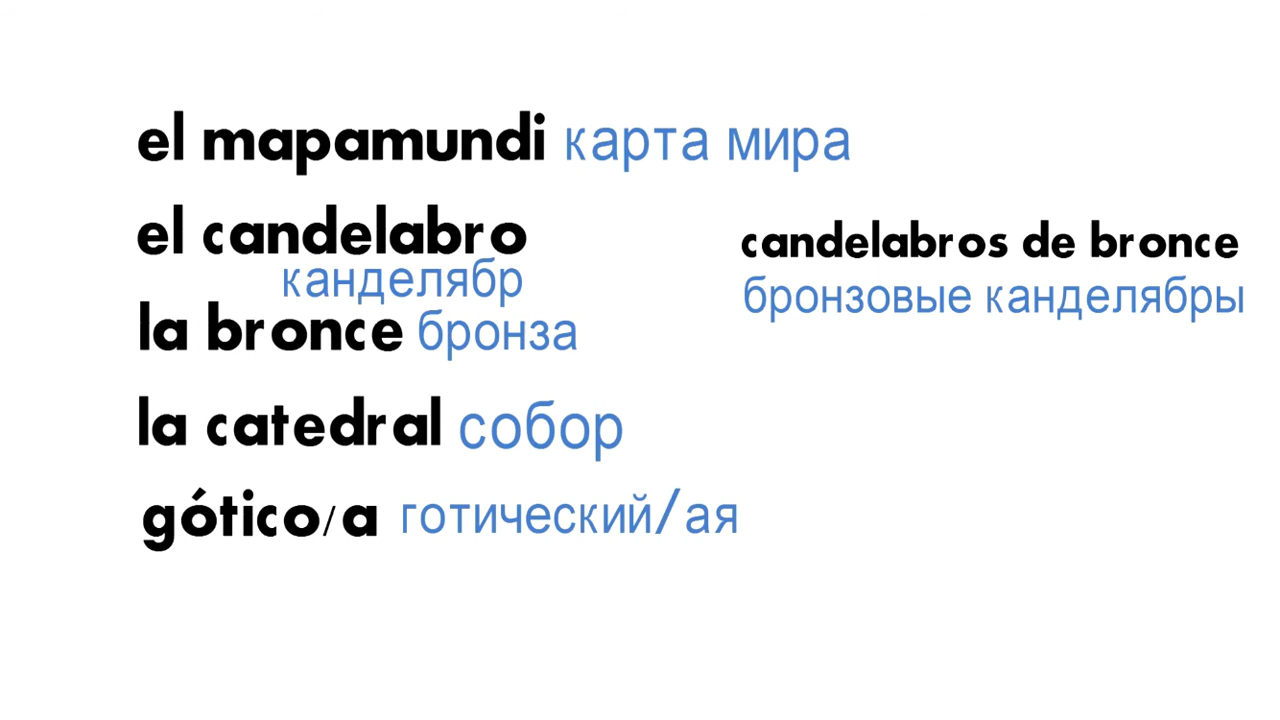 el mapamundi карта мира
el candelabro
канделябр
candelabros de bronce
бронзовые канделябры
la bronce бронза
la catedral собор
gótico/a готический/ая